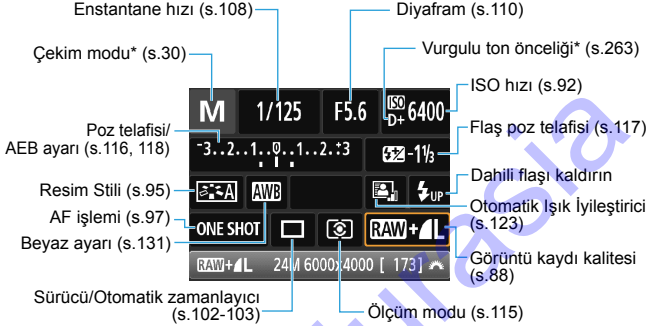 Enstantane hızı (s.108)
Diyafram (s.110)
Çekim modu* (s.30)
Vurgulu ton önceliği* (s.263)
ISO hızı (s.92)
M 1/125 F5.6 ISO D+ 6400
Poz telafisi/
AEB ayarı (s.116, 118)
-3..2..1..0..1..2.:3
-1⅓
Flaş poz telafisi (s.117)
Resim Stili (s.95)
A AWB
UP
Dahili flaşı kaldırın
Otomatik Işık İyileştirici
(s.123)
AF işlemi (s.97)
ONE SHOT
RAW+L
Beyaz ayarı (s.131)
Görüntü kaydı kalitesi
(s.88)
RAW+L 24M 6000x4000 [ 173]
Sürücü/Otomatik zamanlayıcı
(s.102-103)
Ölçüm modu (s.115)